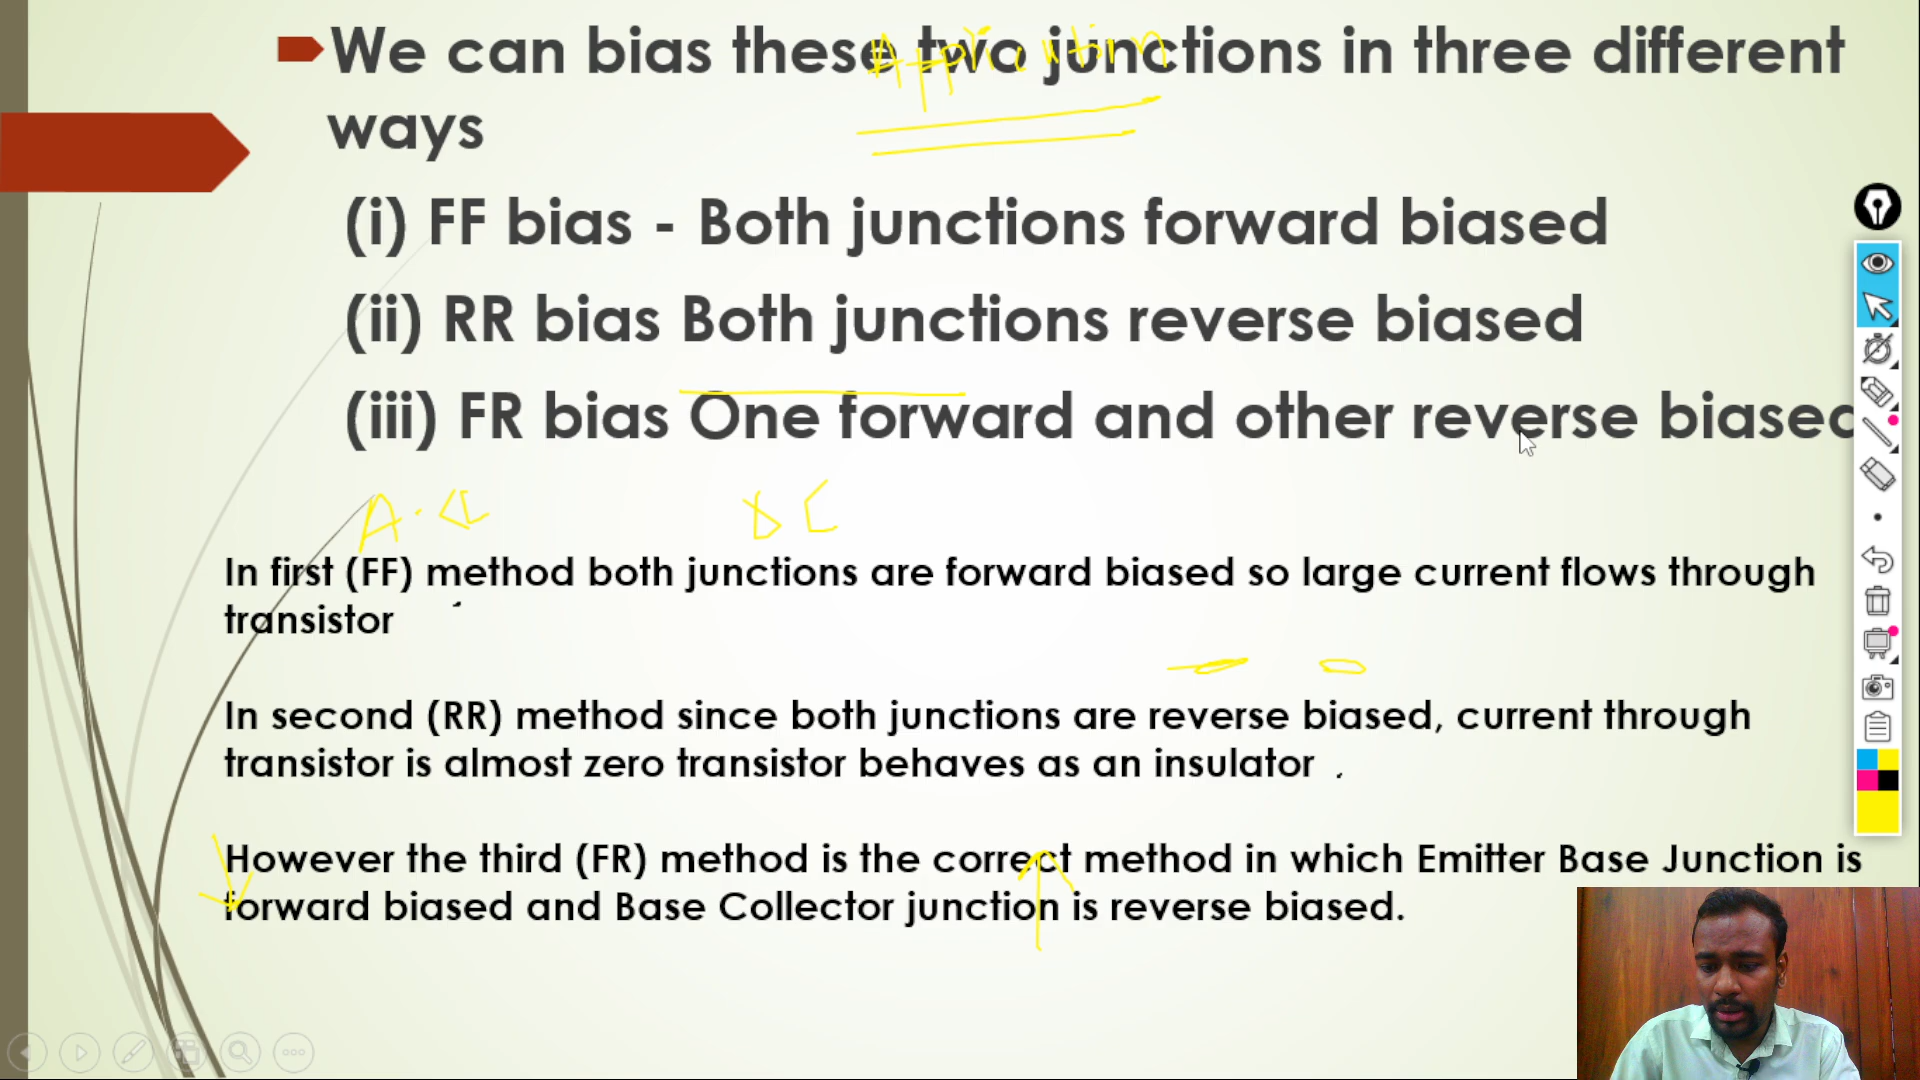 We can bias these two junctions in three different
ways
Application
(i) FF bias - Both junctions forward biased
(ii) RR bias Both junctions reverse biased
(iii) FR bias One forward and other reverse biased
A.C
DC
In first (FF) method both junctions are forward biased so large current flows through
transistor
In second (RR) method since both junctions are reverse biased, current through
transistor is almost zero transistor behaves as an insulator .
However the third (FR) method is the correct method in which Emitter Base Junction is
forward biased and Base Collector junction is reverse biased.